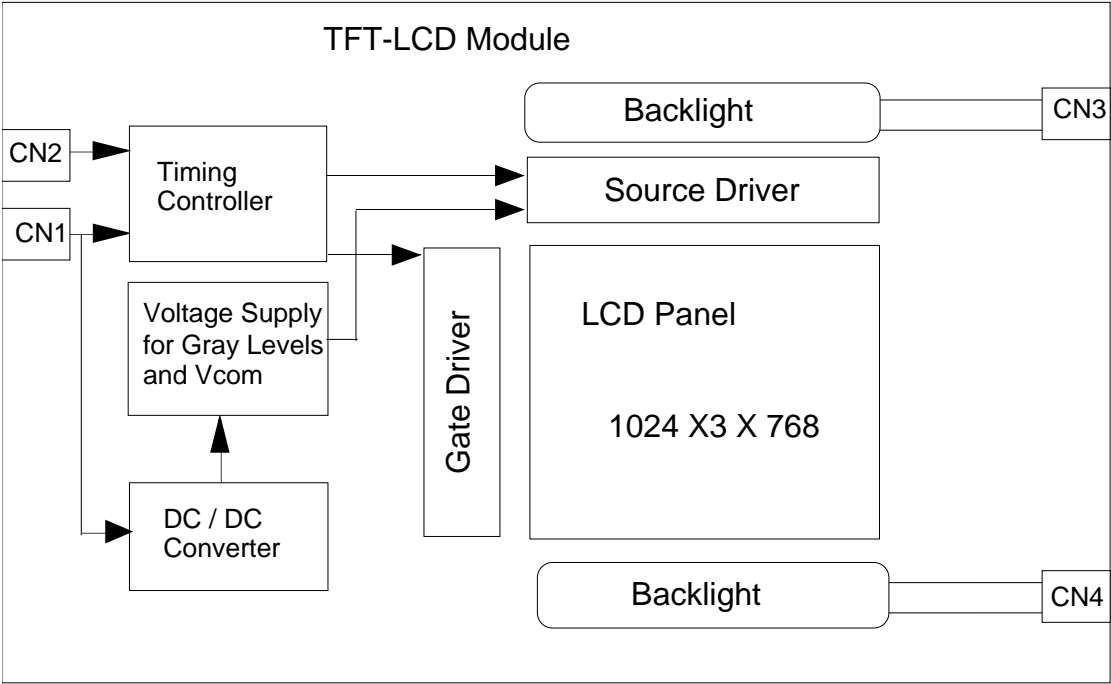 TFT-LCD Module
Backlight
CN3
CN2
Timing
Controller
Source Driver
CN1
Voltage Supply
for Gray Levels
and Vcom
Gate Driver
LCD Panel
1024 X3 X 768
DC / DC
Converter
Backlight
CN4